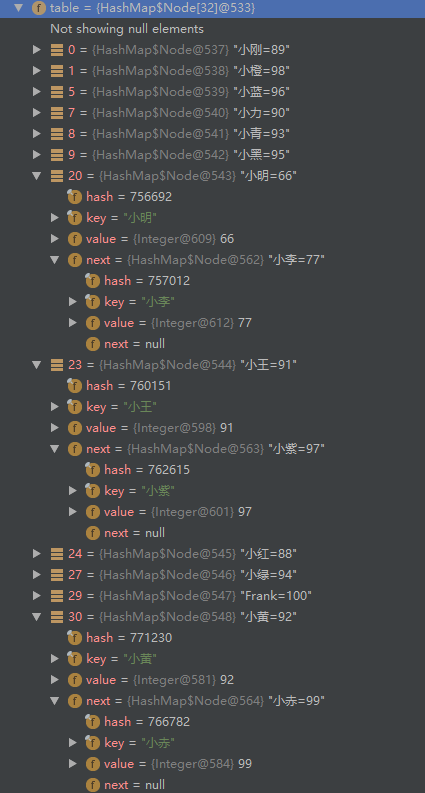 table = {HashMap$Node[32]@533}
Not showing null elements
0 = {HashMap$Node@537} "小刚=89"
1 = {HashMap$Node@538} "小橙=98"
5 = {HashMap$Node@539} "小蓝=96"
7 = {HashMap$Node@540} "小力=90"
8 = {HashMap$Node@541} "小青=93"
9 = {HashMap$Node@542} "小黑=95"
20 = {HashMap$Node@543} "小明=66"
hash = 756692
key = "小明"
value = {Integer@609} 66
next = {HashMap$Node@562} "小李=77"
hash = 757012
key = "小李"
value = {Integer@612} 77
next = null
23 = {HashMap$Node@544} "小王=91"
hash = 760151
key = "小王"
value = {Integer@598} 91
next = {HashMap$Node@563} "小紫=97"
hash = 762615
key = "小紫"
value = {Integer@601} 97
next = null
24 = {HashMap$Node@545} "小红=88"
27 = {HashMap$Node@546} "小绿=94"
29 = {HashMap$Node@547} "Frank=100"
30 = {HashMap$Node@548} "小黄=92"
hash = 771230
key = "小黄"
value = {Integer@581} 92
next = {HashMap$Node@564} "小赤=99"
hash = 766782
key = "小赤"
value = {Integer@584} 99
next = null